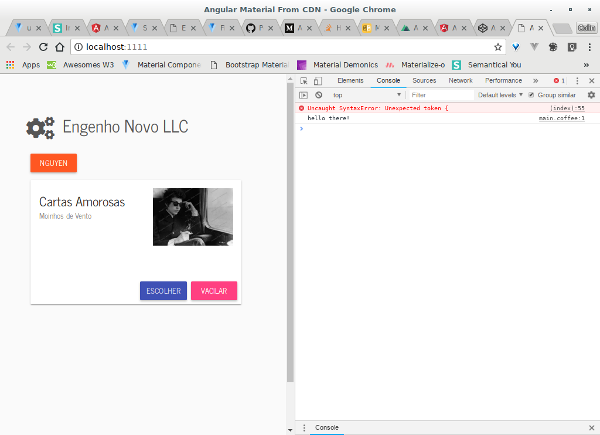 Angular Material From CDN - Google Chrome
Callie
localhost:1111
Apps
Awesomes W3
Material Compone
Bootstrap Material
Material Demonics
Materialize-o
Semantical You
»
Elements Console Sources Network Performance » 1
top Filter Default levels Group similar
Uncaught SyntaxError: Unexpected token { (index):55
hello there! main.coffee:1
Engenho Novo LLC
NGUYEN
Cartas Amorosas
Moinhos de Vento
ESCOLHER VACILAR
Console